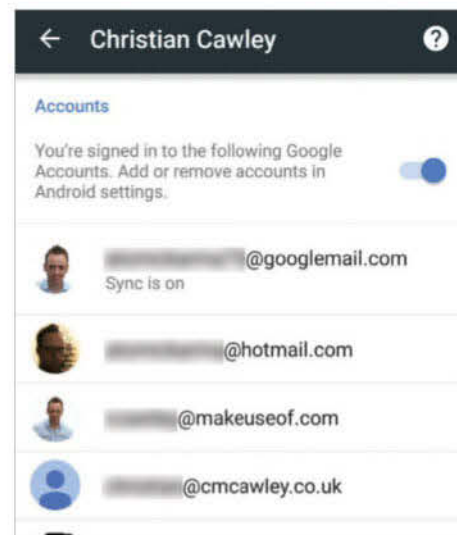 Christian Cawley
Accounts
You're signed in to the following Google
Accounts. Add or remove accounts in
Android settings.
@googlemail.com
Sync is on
@hotmail.com
@makeuseof.com
@cmcawley.co.uk